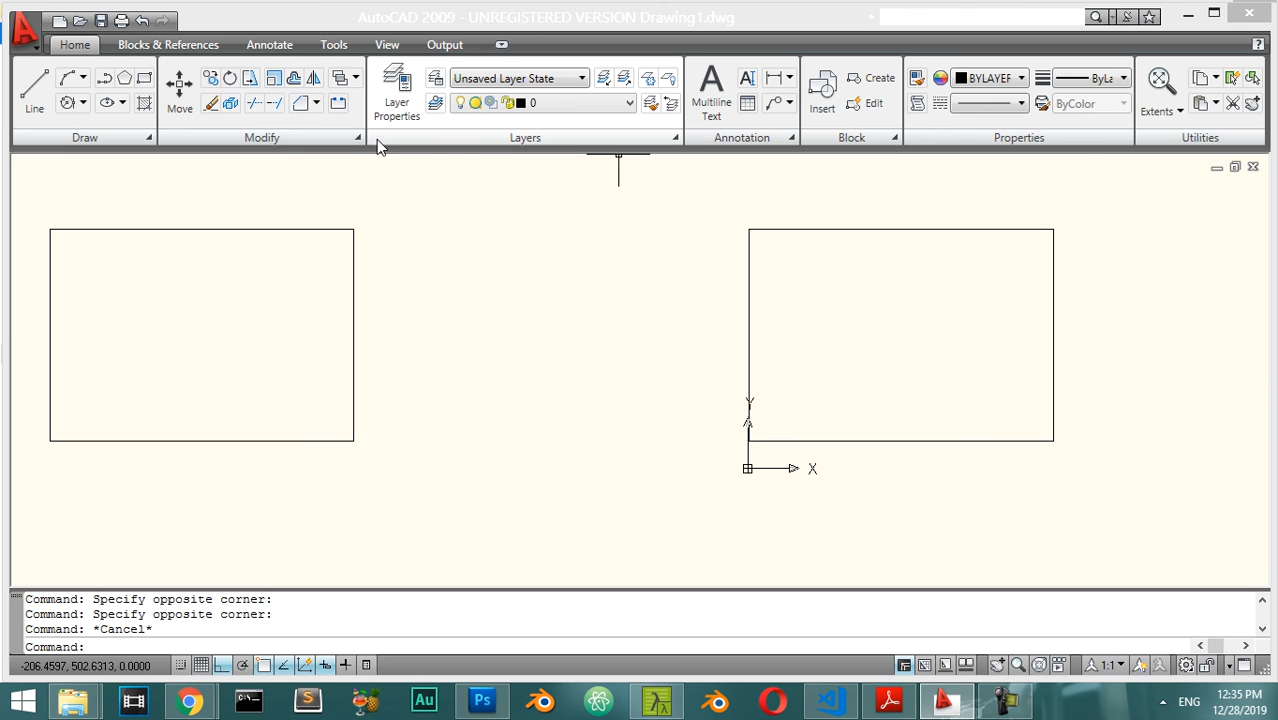 AutoCAD 2009 - UNREGISTERED VERSION Drawing1.dwg
Home Blocks & References Annotate Tools View Output
Line
Move
Layer Properties
Unsaved Layer State
0
Multiline Text
Insert
Create
Edit
BYLAYER
ByLa
ByColor
Extents
Draw Modify Layers Annotation Block Properties Utilities
Y
X
Command: Specify opposite corner:
Command: Specify opposite corner:
Command: *Cancel*
Command:
-206.4597, 502.6313, 0.0000
1:1
Au
Ps
ENG
12:35 PM
12/28/2019